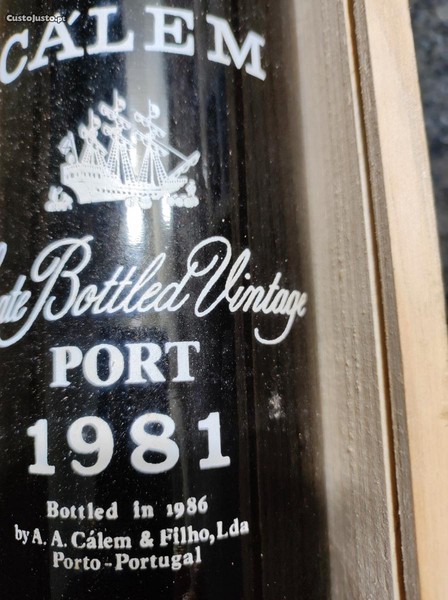 CustoJusto.pt
CÁLEM
Late Bottled Vintage
PORT
1981
Bottled in 1986
by A. A. Cálem & Filho, Lda
Porto - Portugal